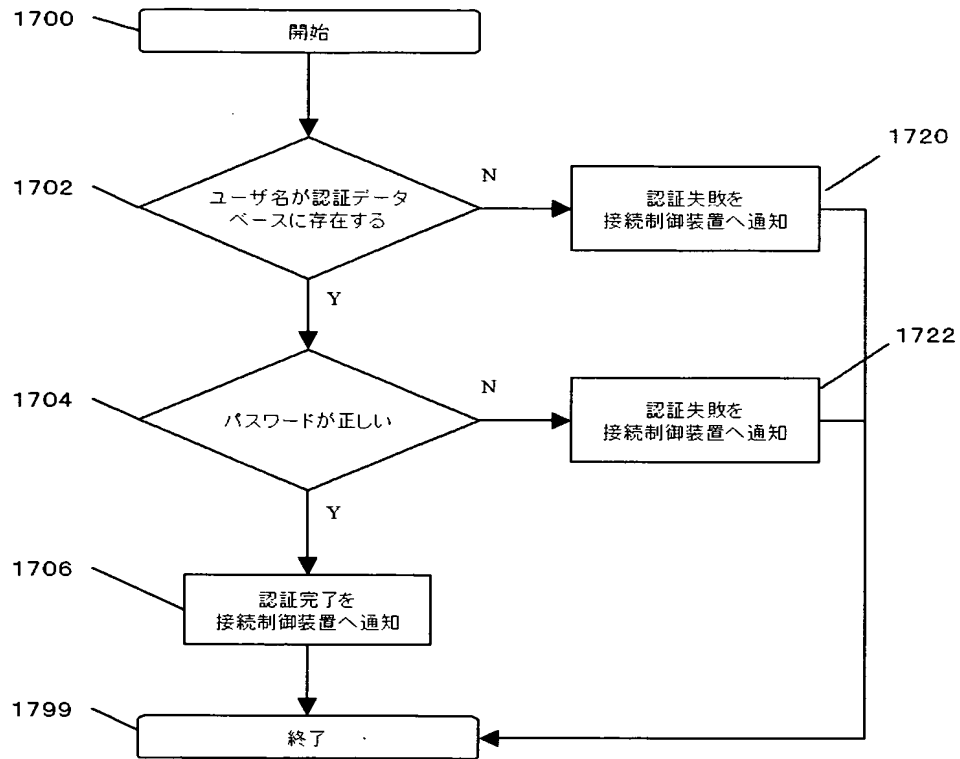 1700
開始
1702
ユーザ名が認証データ
ベースに存在する
N
1720
認証失敗を
接続制御装置へ通知
Y
1704
パスワードが正しい
N
1722
認証失敗を
接続制御装置へ通知
Y
1706
認証完了を
接続制御装置へ通知
1799
終了